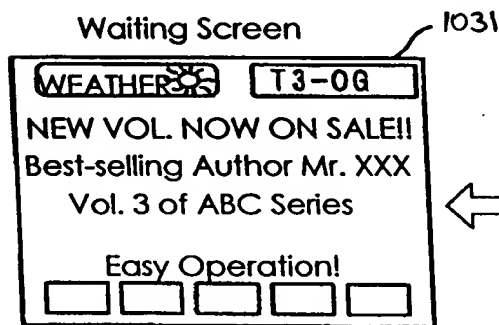 Waiting Screen
1031
WEATHER T3-0G
NEW VOL. NOW ON SALE!!
Best-selling Author Mr. XXX
Vol. 3 of ABC Series
Easy Operation!